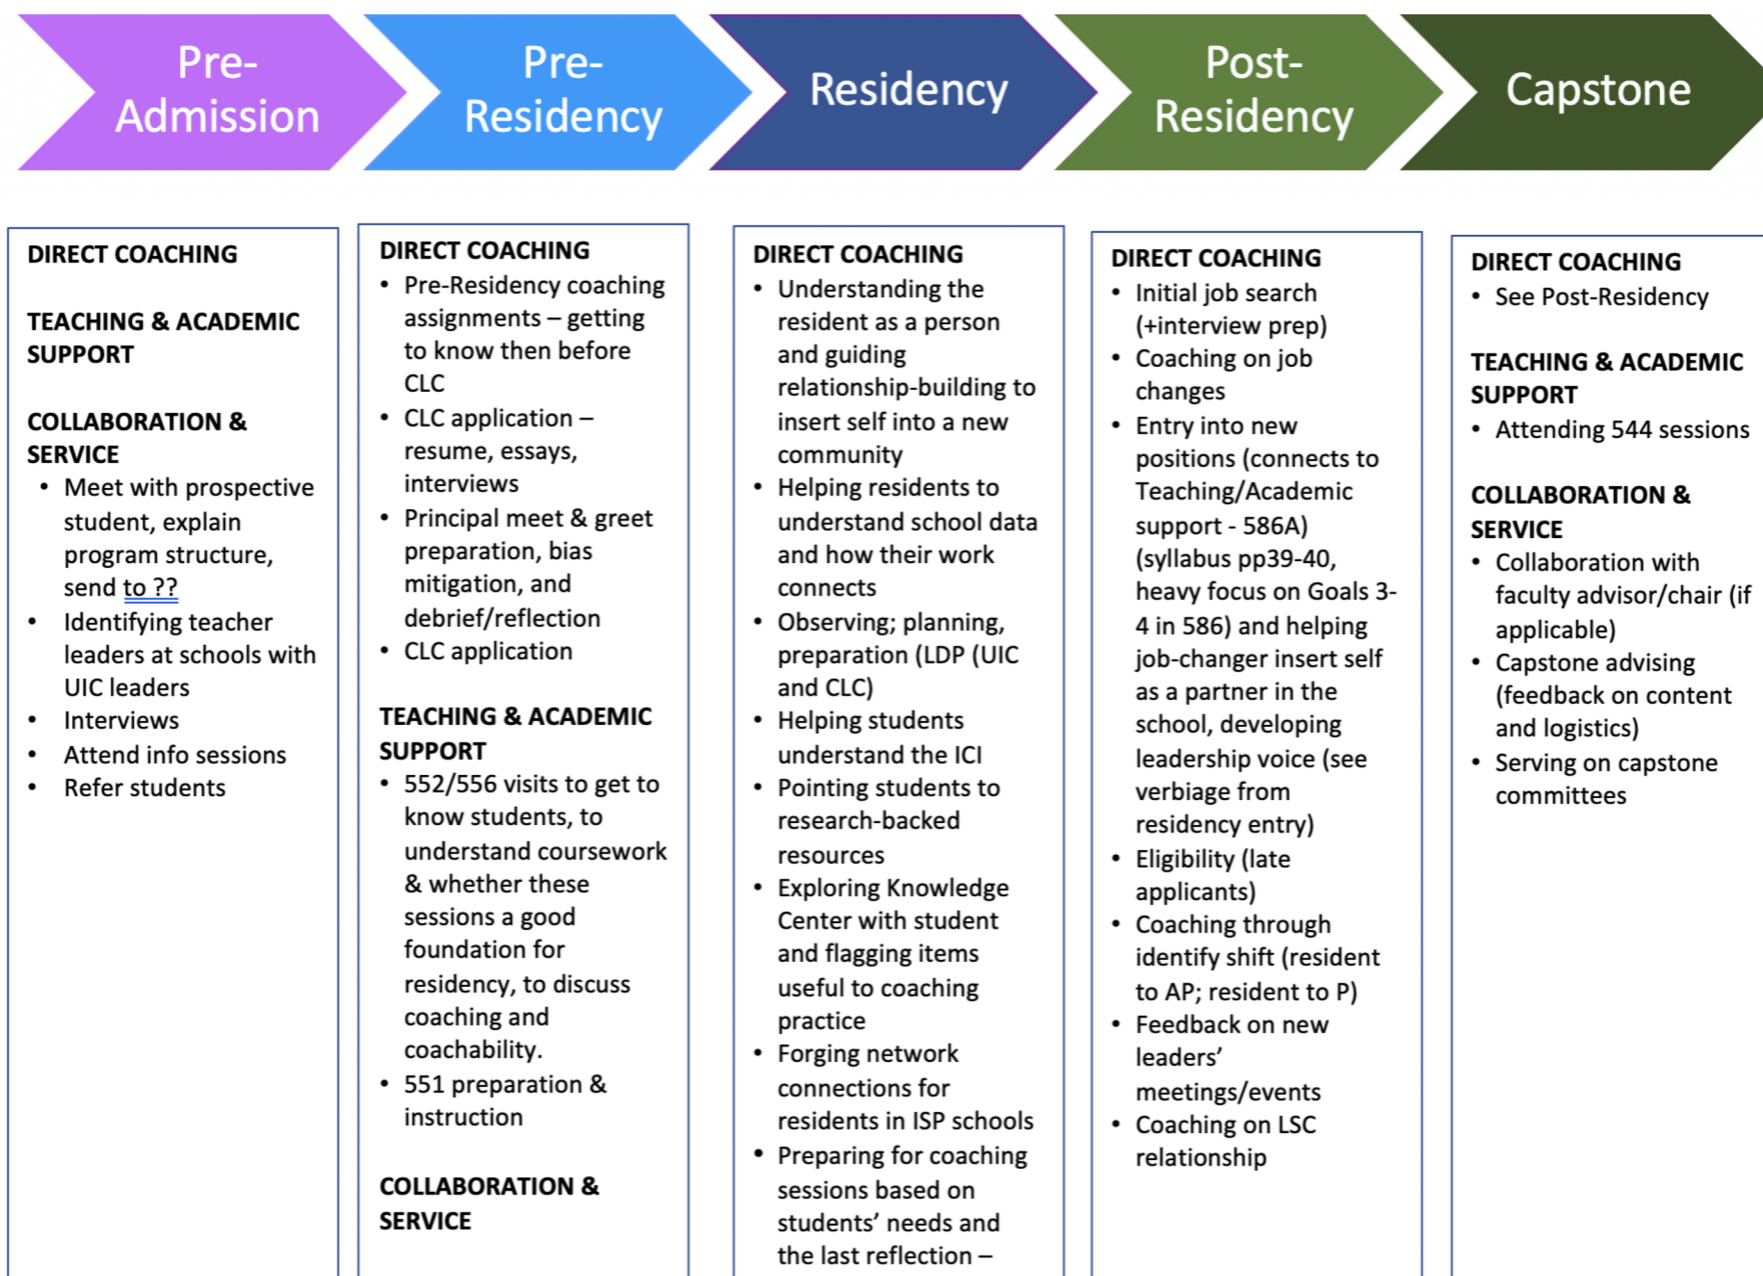 Pre-
Admission
Pre-
Residency
Residency
Post-
Residency
Capstone
DIRECT COACHING
TEACHING & ACADEMIC
SUPPORT
COLLABORATION &
SERVICE
• Meet with prospective
student, explain
program structure,
send to ??
• Identifying teacher
leaders at schools with
UIC leaders
• Interviews
• Attend info sessions
• Refer students
DIRECT COACHING
• Pre-Residency coaching
assignments – getting
to know then before
CLC
• CLC application –
resume, essays,
interviews
• Principal meet & greet
preparation, bias
mitigation, and
debrief/reflection
• CLC application
TEACHING & ACADEMIC
SUPPORT
• 552/556 visits to get to
know students, to
understand coursework
& whether these
sessions a good
foundation for
residency, to discuss
coaching and
coachability.
• 551 preparation &
instruction
COLLABORATION &
SERVICE
DIRECT COACHING
• Understanding the
resident as a person
and guiding
relationship-building to
insert self into a new
community
• Helping residents to
understand school data
and how their work
connects
• Observing; planning,
preparation (LDP (UIC
and CLC)
• Helping students
understand the ICI
• Pointing students to
research-backed
resources
• Exploring Knowledge
Center with student
and flagging items
useful to coaching
practice
• Forging network
connections for
residents in ISP schools
• Preparing for coaching
sessions based on
students’ needs and
the last reflection –
DIRECT COACHING
• Initial job search
(+interview prep)
• Coaching on job
changes
• Entry into new
positions (connects to
Teaching/Academic
support - 586A)
(syllabus pp39-40,
heavy focus on Goals 3-
4 in 586) and helping
job-changer insert self
as a partner in the
school, developing
leadership voice (see
verbiage from
residency entry)
• Eligibility (late
applicants)
• Coaching through
identify shift (resident
to AP; resident to P)
• Feedback on new
leaders’
meetings/events
• Coaching on LSC
relationship
DIRECT COACHING
• See Post-Residency
TEACHING & ACADEMIC
SUPPORT
• Attending 544 sessions
COLLABORATION &
SERVICE
• Collaboration with
faculty advisor/chair (if
applicable)
• Capstone advising
(feedback on content
and logistics)
• Serving on capstone
committees